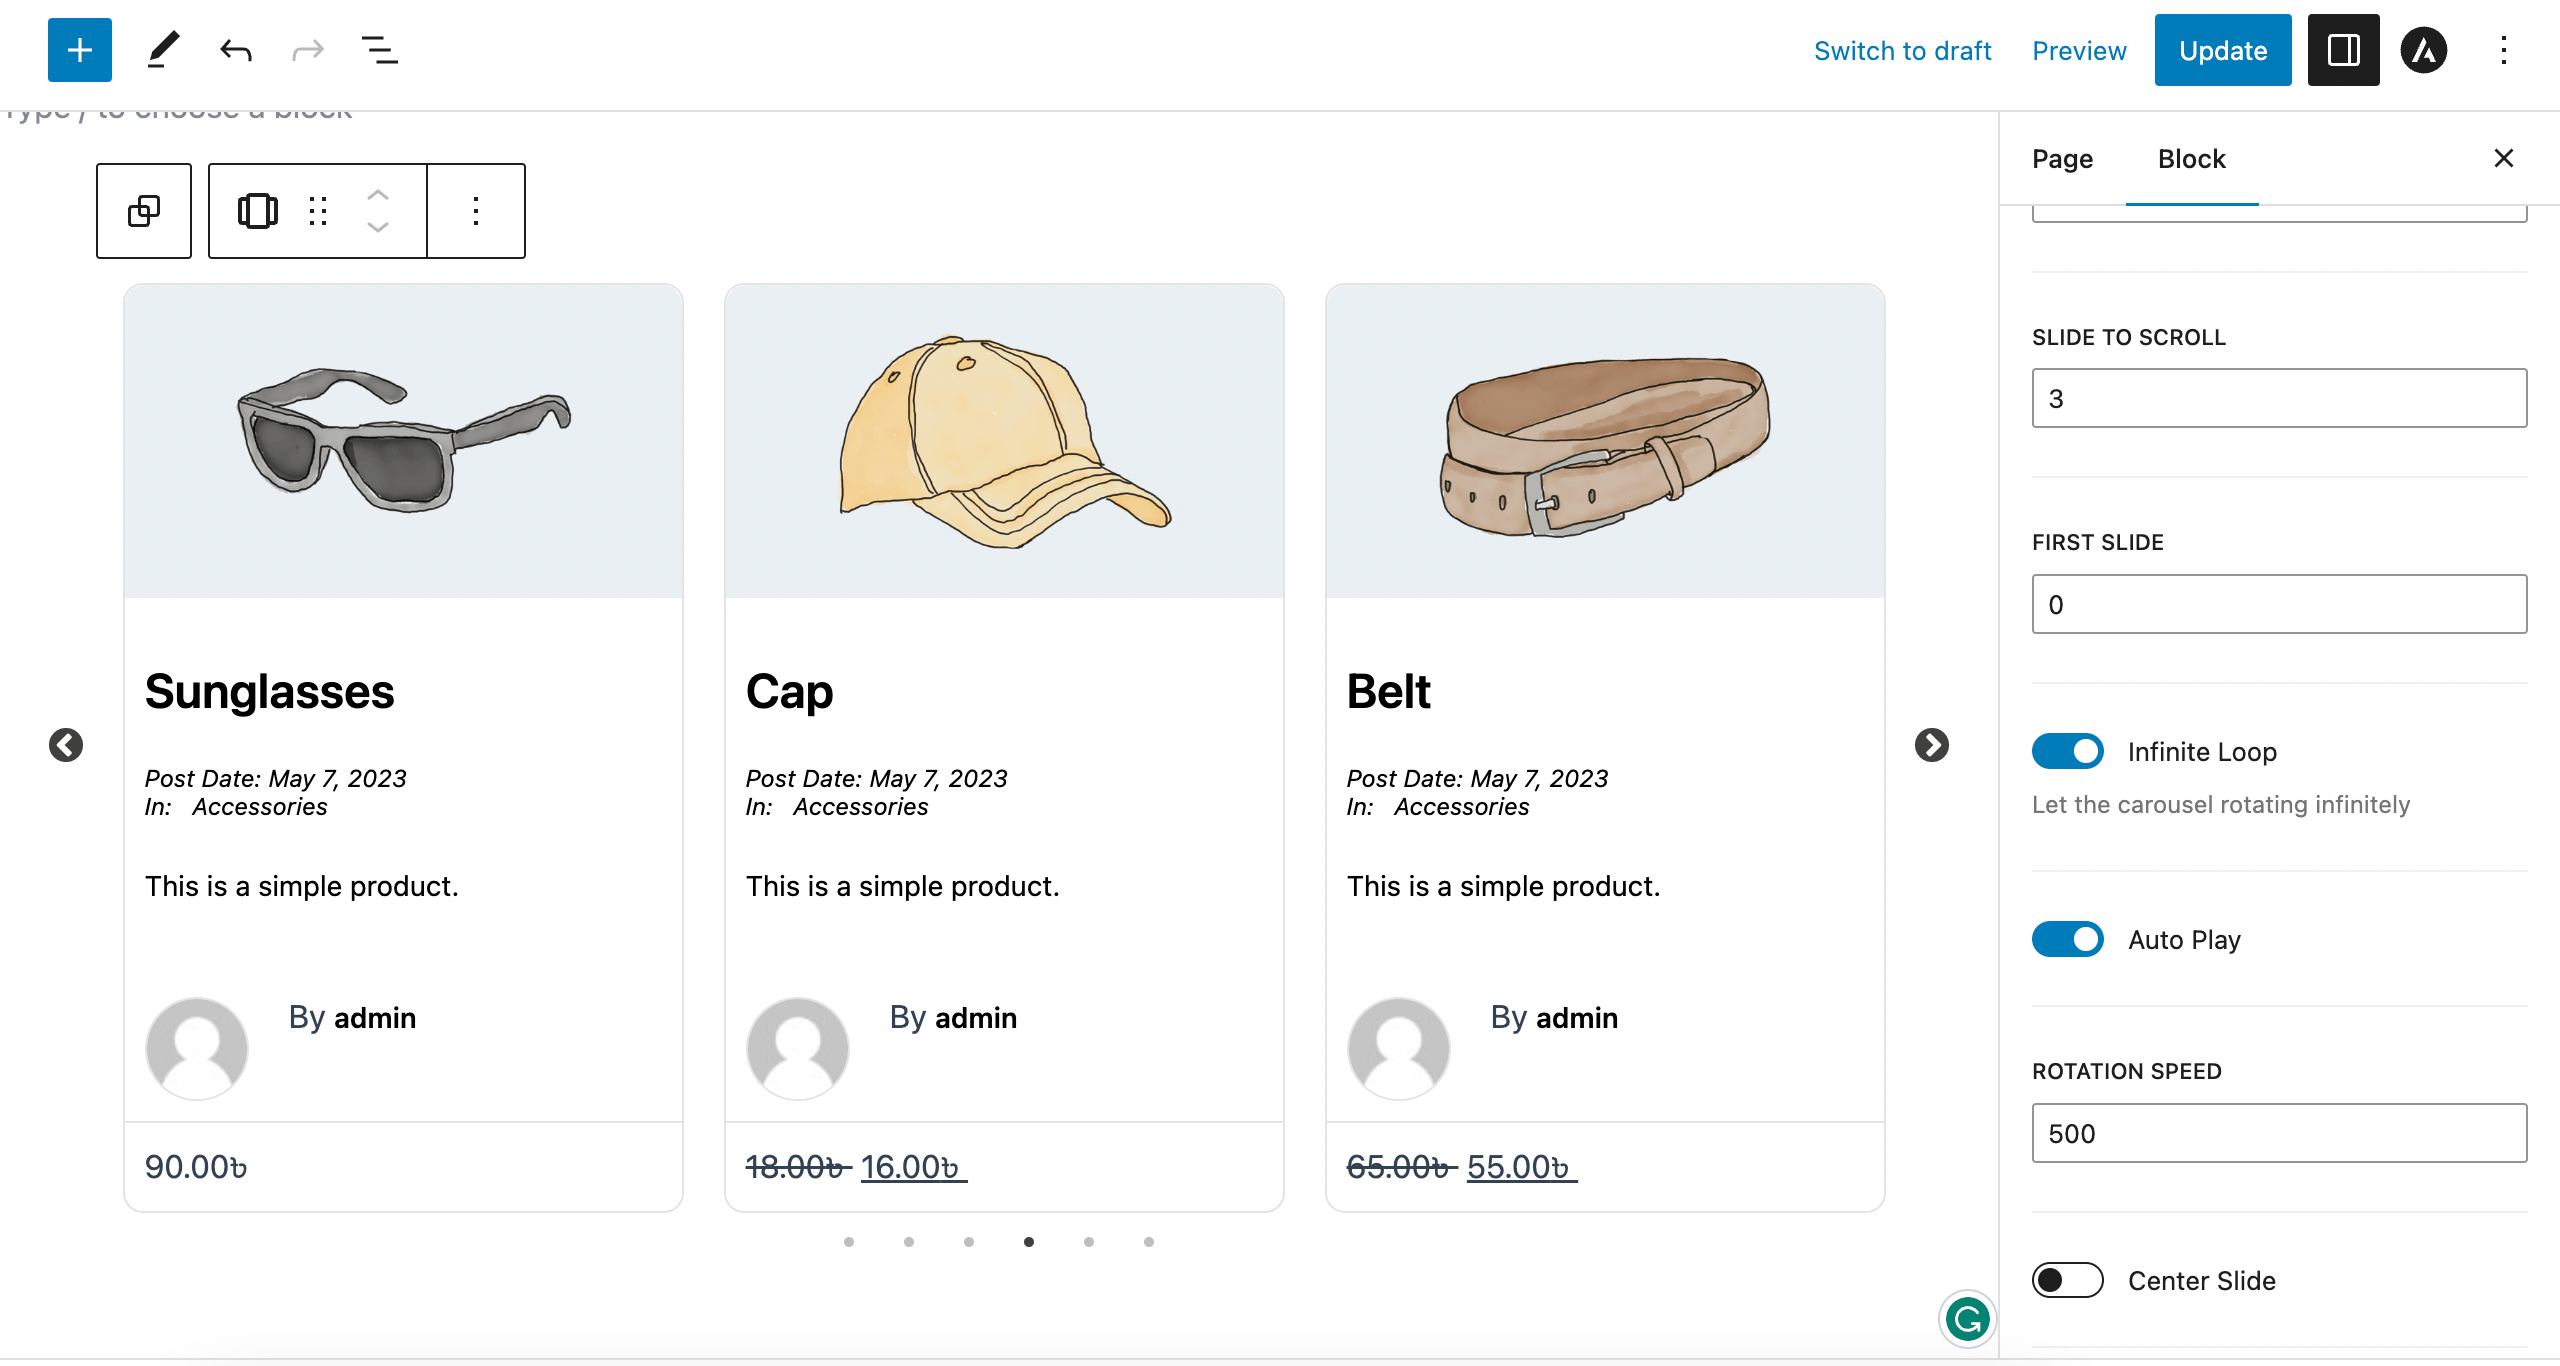 Switch to draft
Preview
Update
Type / to choose a block
Page
Block
SLIDE TO SCROLL
3
FIRST SLIDE
0
Infinite Loop
Let the carousel rotating infinitely
Auto Play
ROTATION SPEED
500
Center Slide
Sunglasses
Post Date: May 7, 2023
In: Accessories
This is a simple product.
By admin
90.00৳
Cap
Post Date: May 7, 2023
In: Accessories
This is a simple product.
By admin
18.00৳ 16.00৳
Belt
Post Date: May 7, 2023
In: Accessories
This is a simple product.
By admin
65.00৳ 55.00৳